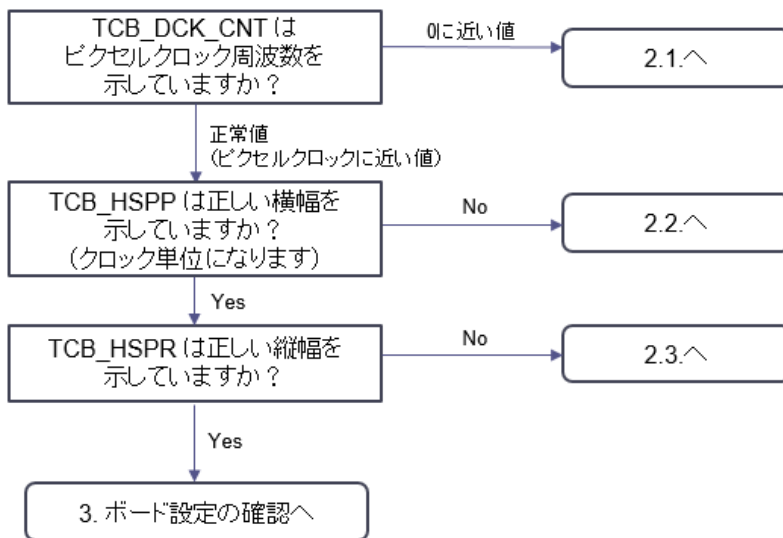 TCB_DCK_CNT は
ピクセルクロック周波数を
示していますか？
0に近い値
2.1.へ
正常値
(ピクセルクロックに近い値)
TCB_HSPP は正しい横幅を
示していますか？
(クロック単位になります)
No
2.2.へ
Yes
TCB_HSPR は正しい縦幅を
示していますか？
No
2.3.へ
Yes
3. ボード設定の確認へ